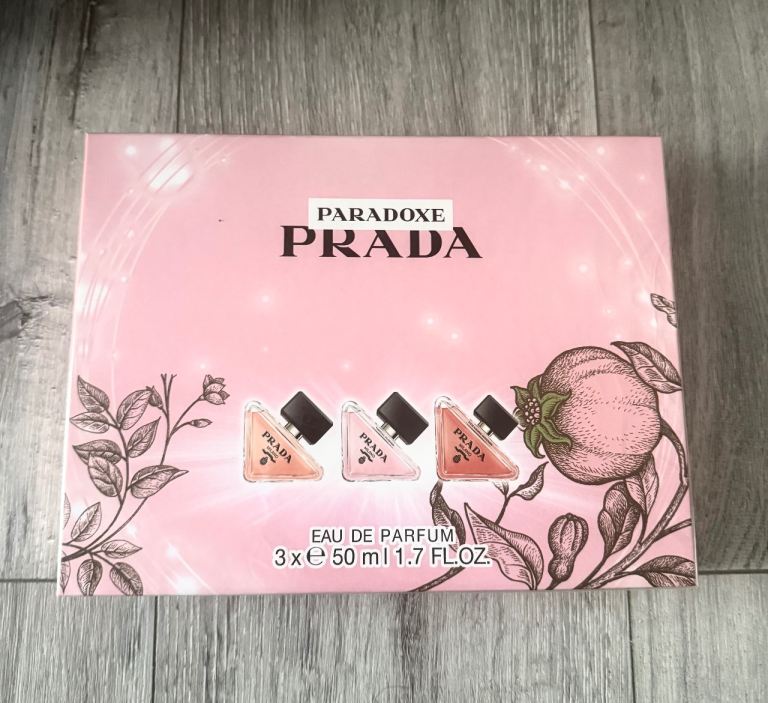 PARADOXE
PRADA
PRADA
PRADA
PRADA
EAU DE PARFUM
3 x ℮ 50 ml 1.7 FL.OZ.